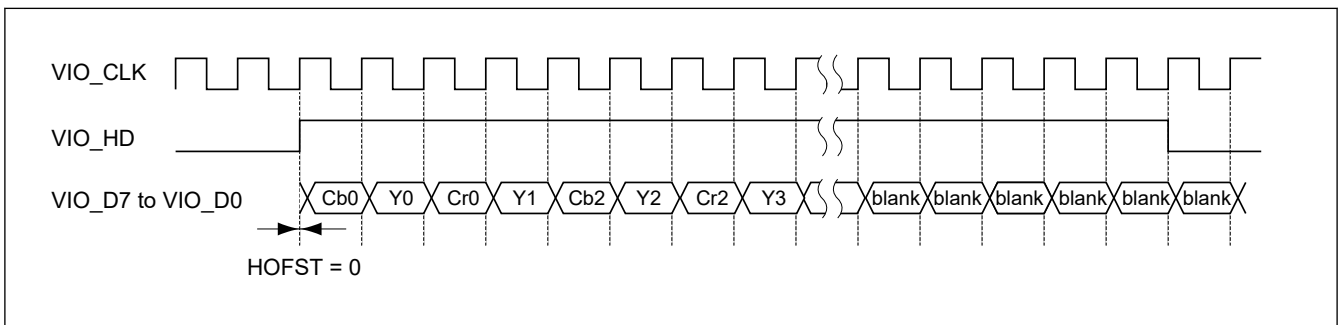 VIO_CLK
VIO_HD
VIO_D7 to VIO_D0 Cb0 Y0 Cr0 Y1 Cb2 Y2 Cr2 Y3 blank blank blank blank blank blank
HOFST = 0